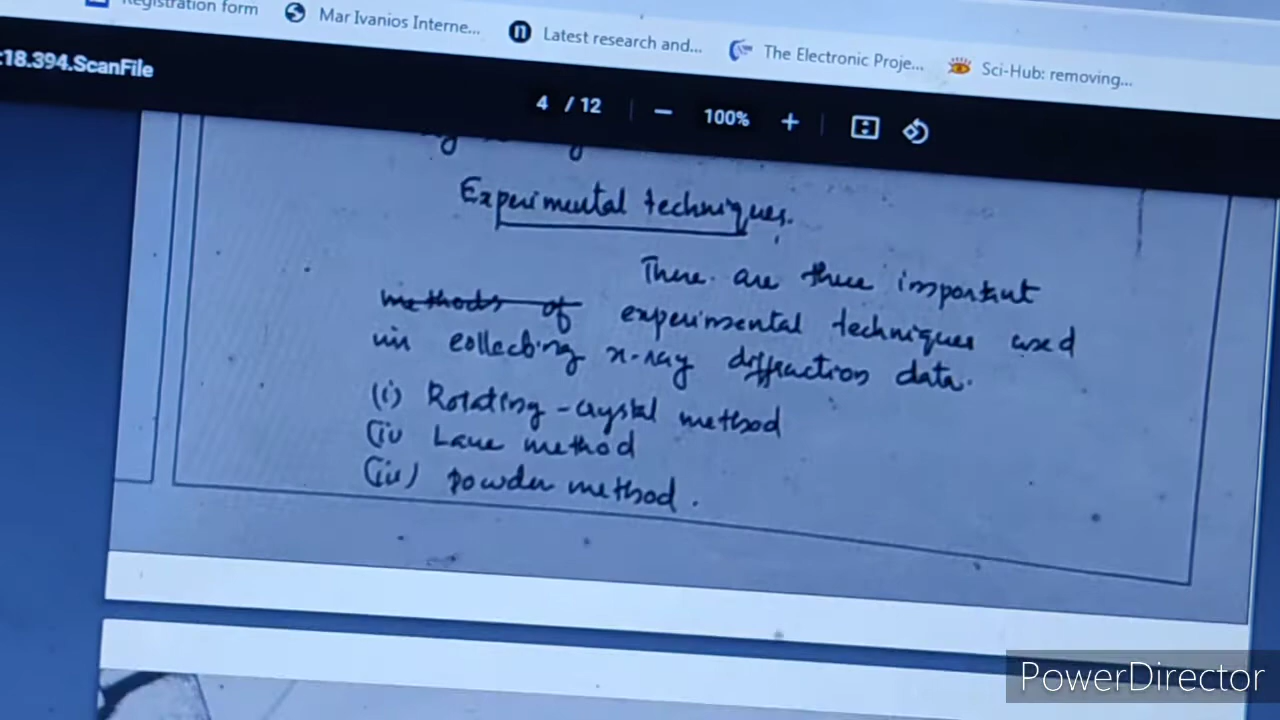 Registration form
Mar Ivanios Interne...
Latest research and...
The Electronic Proje...
Sci-Hub: removing...
:18.394.ScanFile
4 / 12
100%
Experimental techniques.
There are three important
methods of experimental techniques used
in collecting x-ray diffraction data.
(i) Rotating-crystal method
(ii) Laue method
(iii) powder method.
PowerDirector